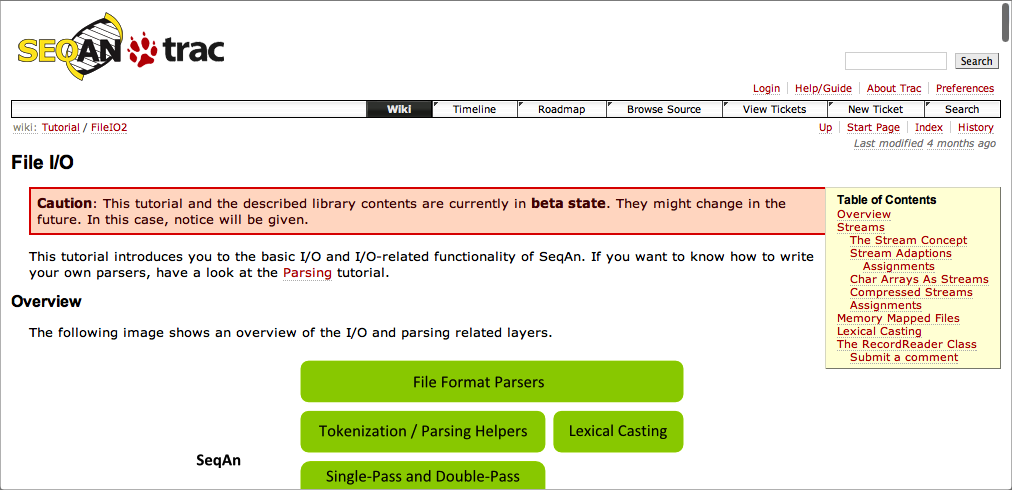 SEQAN trac
Search
Login Help/Guide About Trac Preferences
Wiki Timeline Roadmap Browse Source View Tickets New Ticket Search
wiki: Tutorial / FileIO2
Up Start Page Index History
Last modified 4 months ago
File I/O
Caution: This tutorial and the described library contents are currently in beta state. They might change in the
future. In this case, notice will be given.
This tutorial introduces you to the basic I/O and I/O-related functionality of SeqAn. If you want to know how to write
your own parsers, have a look at the Parsing tutorial.
Overview
The following image shows an overview of the I/O and parsing related layers.
Table of Contents
Overview
Streams
The Stream Concept
Stream Adaptions
Assignments
Char Arrays As Streams
Compressed Streams
Assignments
Memory Mapped Files
Lexical Casting
The RecordReader Class
Submit a comment
File Format Parsers
Tokenization / Parsing Helpers
Lexical Casting
SeqAn
Single-Pass and Double-Pass